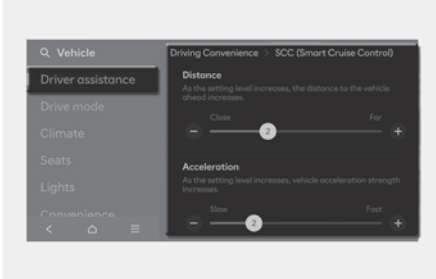 Vehicle
Driver assistance
Drive mode
Climate
Seats
Lights
Convenience
Driving Convenience > SCC (Smart Cruise Control)
Distance
As the setting level increases, the distance to the vehicle
ahead increases.
Close Far
− 2 +
Acceleration
As the setting level increases, vehicle acceleration strength
increases.
Slow Fast
− 2 +